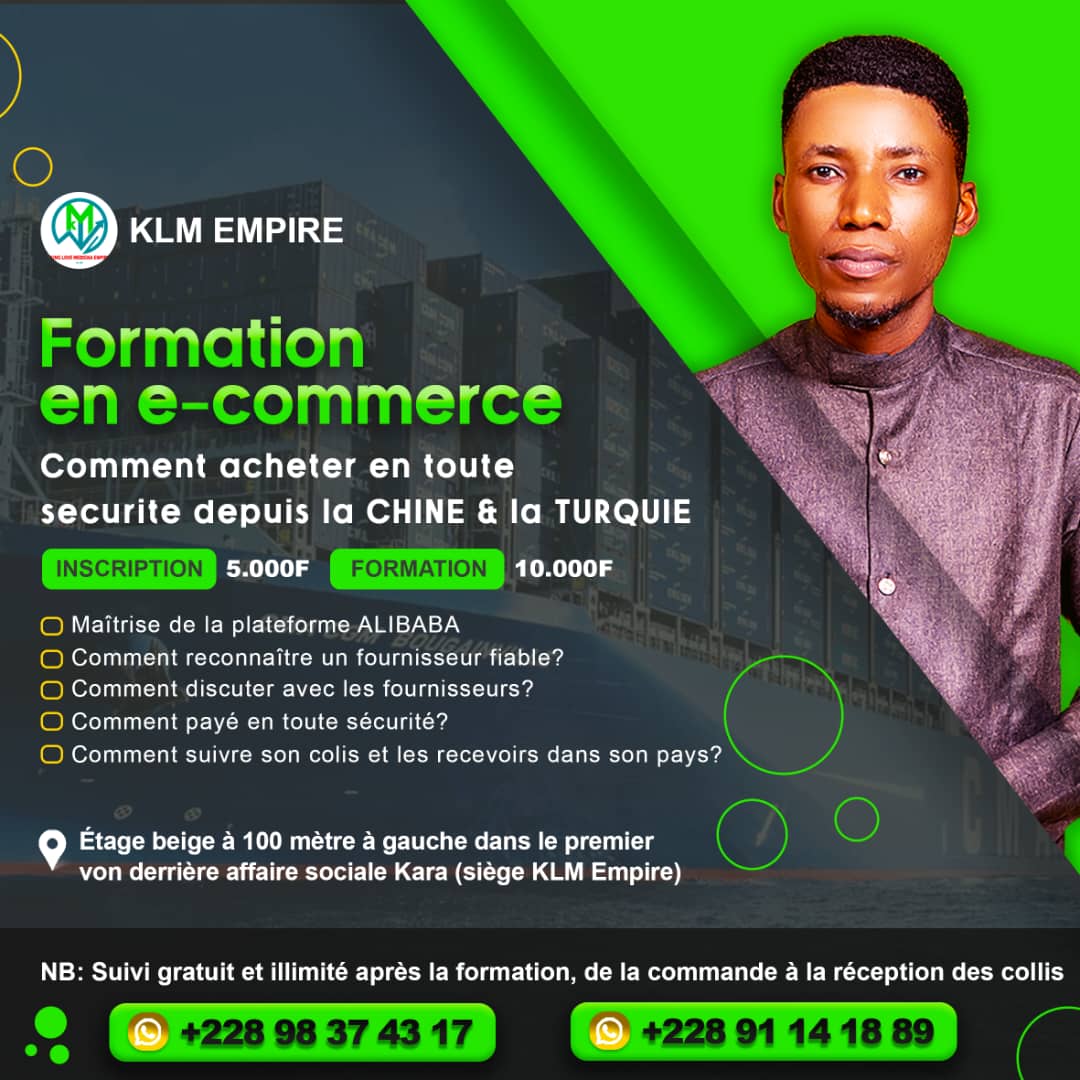 KLM EMPIRE
Formation
en e-commerce
Comment acheter en toute
securite depuis la CHINE & la TURQUIE
INSCRIPTION 5.000F FORMATION 10.000F
Maîtrise de la plateforme ALIBABA
Comment reconnaître un fournisseur fiable?
Comment discuter avec les fournisseurs?
Comment payé en toute sécurité?
Comment suivre son colis et les recevoirs dans son pays?
Étage beige à 100 mètre à gauche dans le premier
von derrière affaire sociale Kara (siège KLM Empire)
NB: Suivi gratuit et illimité après la formation, de la commande à la réception des collis
+228 98 37 43 17
+228 91 14 18 89